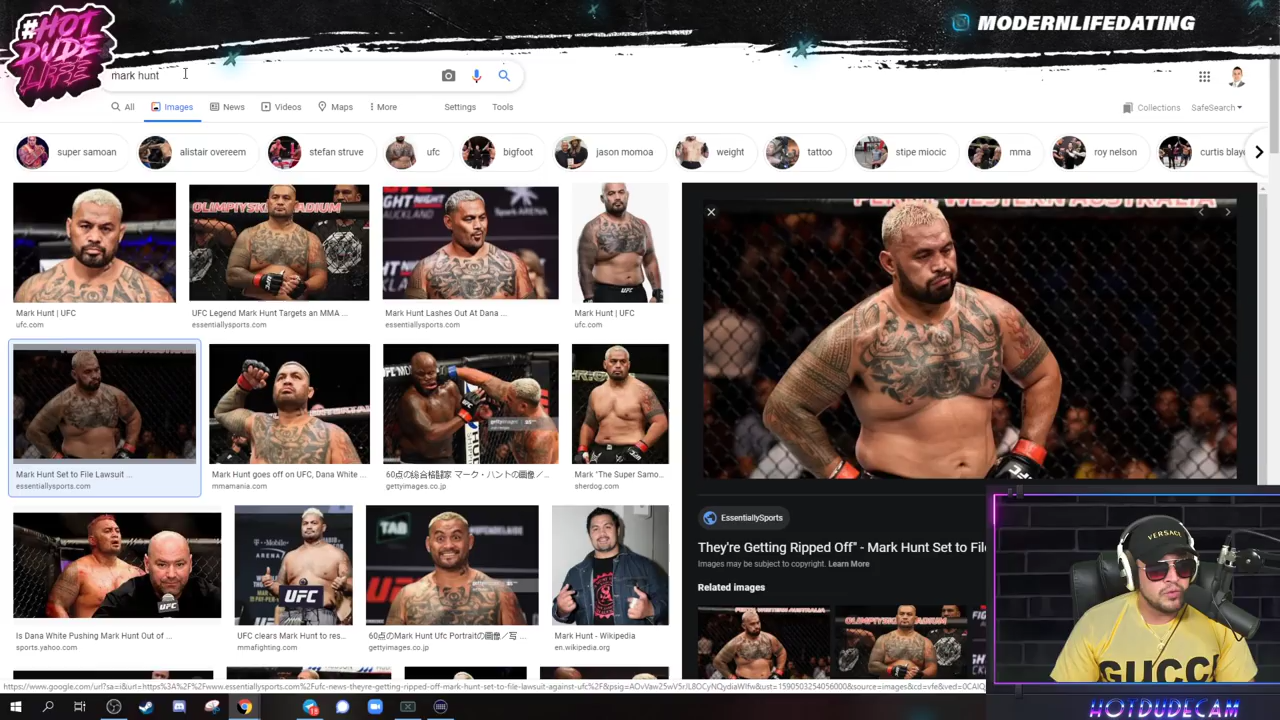 #HOT
DUDE
LIFE
MODERNLIFEDATING
mark hunt
All
Images
News
Videos
Maps
More
Settings
Tools
Collections
SafeSearch
super samoan
alistair overeem
stefan struve
ufc
bigfoot
jason momoa
weight
tattoo
stipe miocic
mma
roy nelson
curtis blay
Mark Hunt | UFC
ufc.com
UFC Legend Mark Hunt Targets an MMA ...
essentiallysports.com
Mark Hunt Lashes Out At Dana ...
essentiallysports.com
Mark Hunt | UFC
ufc.com
Mark Hunt Set to File Lawsuit ...
essentiallysports.com
Mark Hunt goes off on UFC, Dana White ...
mmamania.com
60点の総合格闘家 マーク・ハントの画像／...
gettyimages.co.jp
Mark "The Super Samo...
sherdog.com
Is Dana White Pushing Mark Hunt Out of ...
sports.yahoo.com
UFC clears Mark Hunt to res...
mmafighting.com
60点のMark Hunt Ufc Portraitの画像／写 ...
gettyimages.co.jp
Mark Hunt - Wikipedia
en.wikipedia.org
EssentiallySports
They're Getting Ripped Off" - Mark Hunt Set to Fil
Images may be subject to copyright. Learn More
Related images
VERSACE
GUCCI
HOTDUDECAM